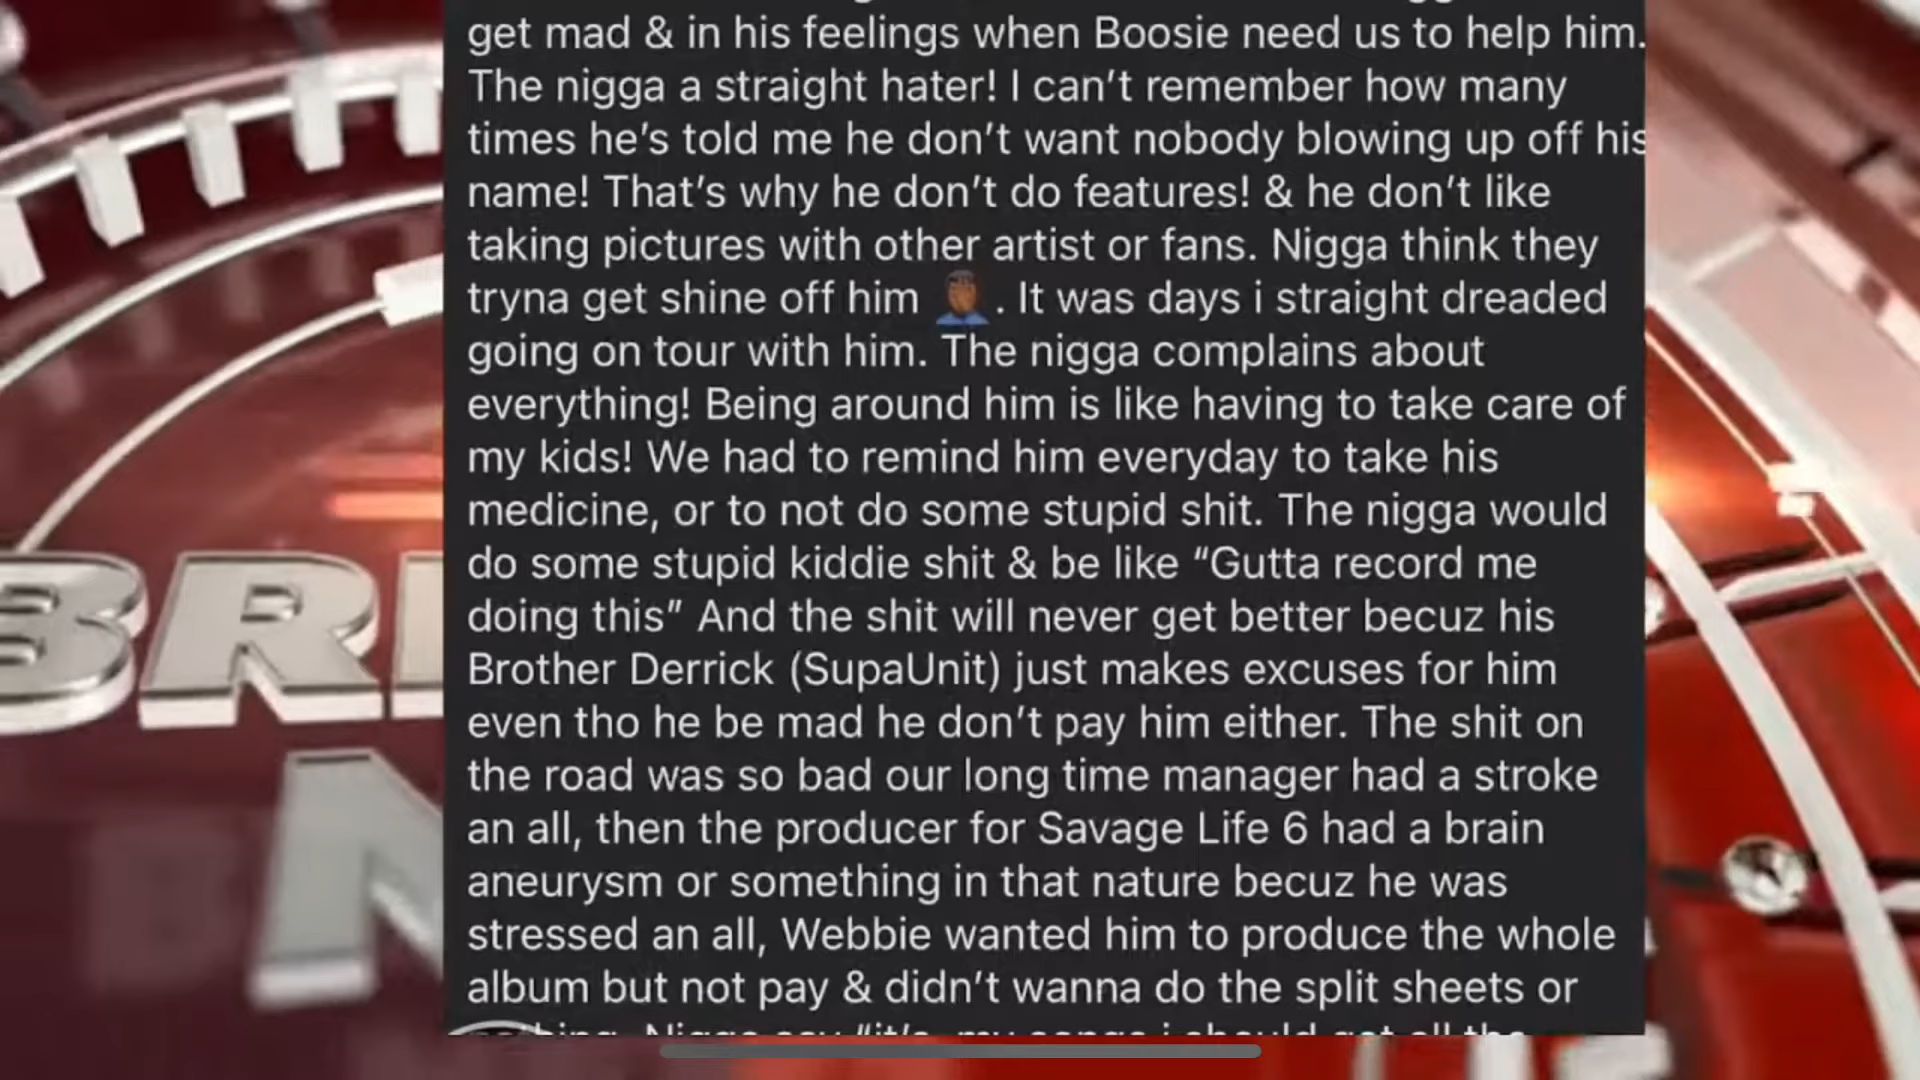 get mad & in his feelings when Boosie need us to help him.
The nigga a straight hater! I can't remember how many
times he's told me he don't want nobody blowing up off his
name! That's why he don't do features! & he don't like
taking pictures with other artist or fans. Nigga think they
tryna get shine off him 🤦🏾‍♂️. It was days i straight dreaded
going on tour with him. The nigga complains about
everything! Being around him is like having to take care of
my kids! We had to remind him everyday to take his
medicine, or to not do some stupid shit. The nigga would
do some stupid kiddie shit & be like “Gutta record me
doing this” And the shit will never get better becuz his
Brother Derrick (SupaUnit) just makes excuses for him
even tho he be mad he don't pay him either. The shit on
the road was so bad our long time manager had a stroke
an all, then the producer for Savage Life 6 had a brain
aneurysm or something in that nature becuz he was
stressed an all, Webbie wanted him to produce the whole
album but not pay & didn't wanna do the split sheets or